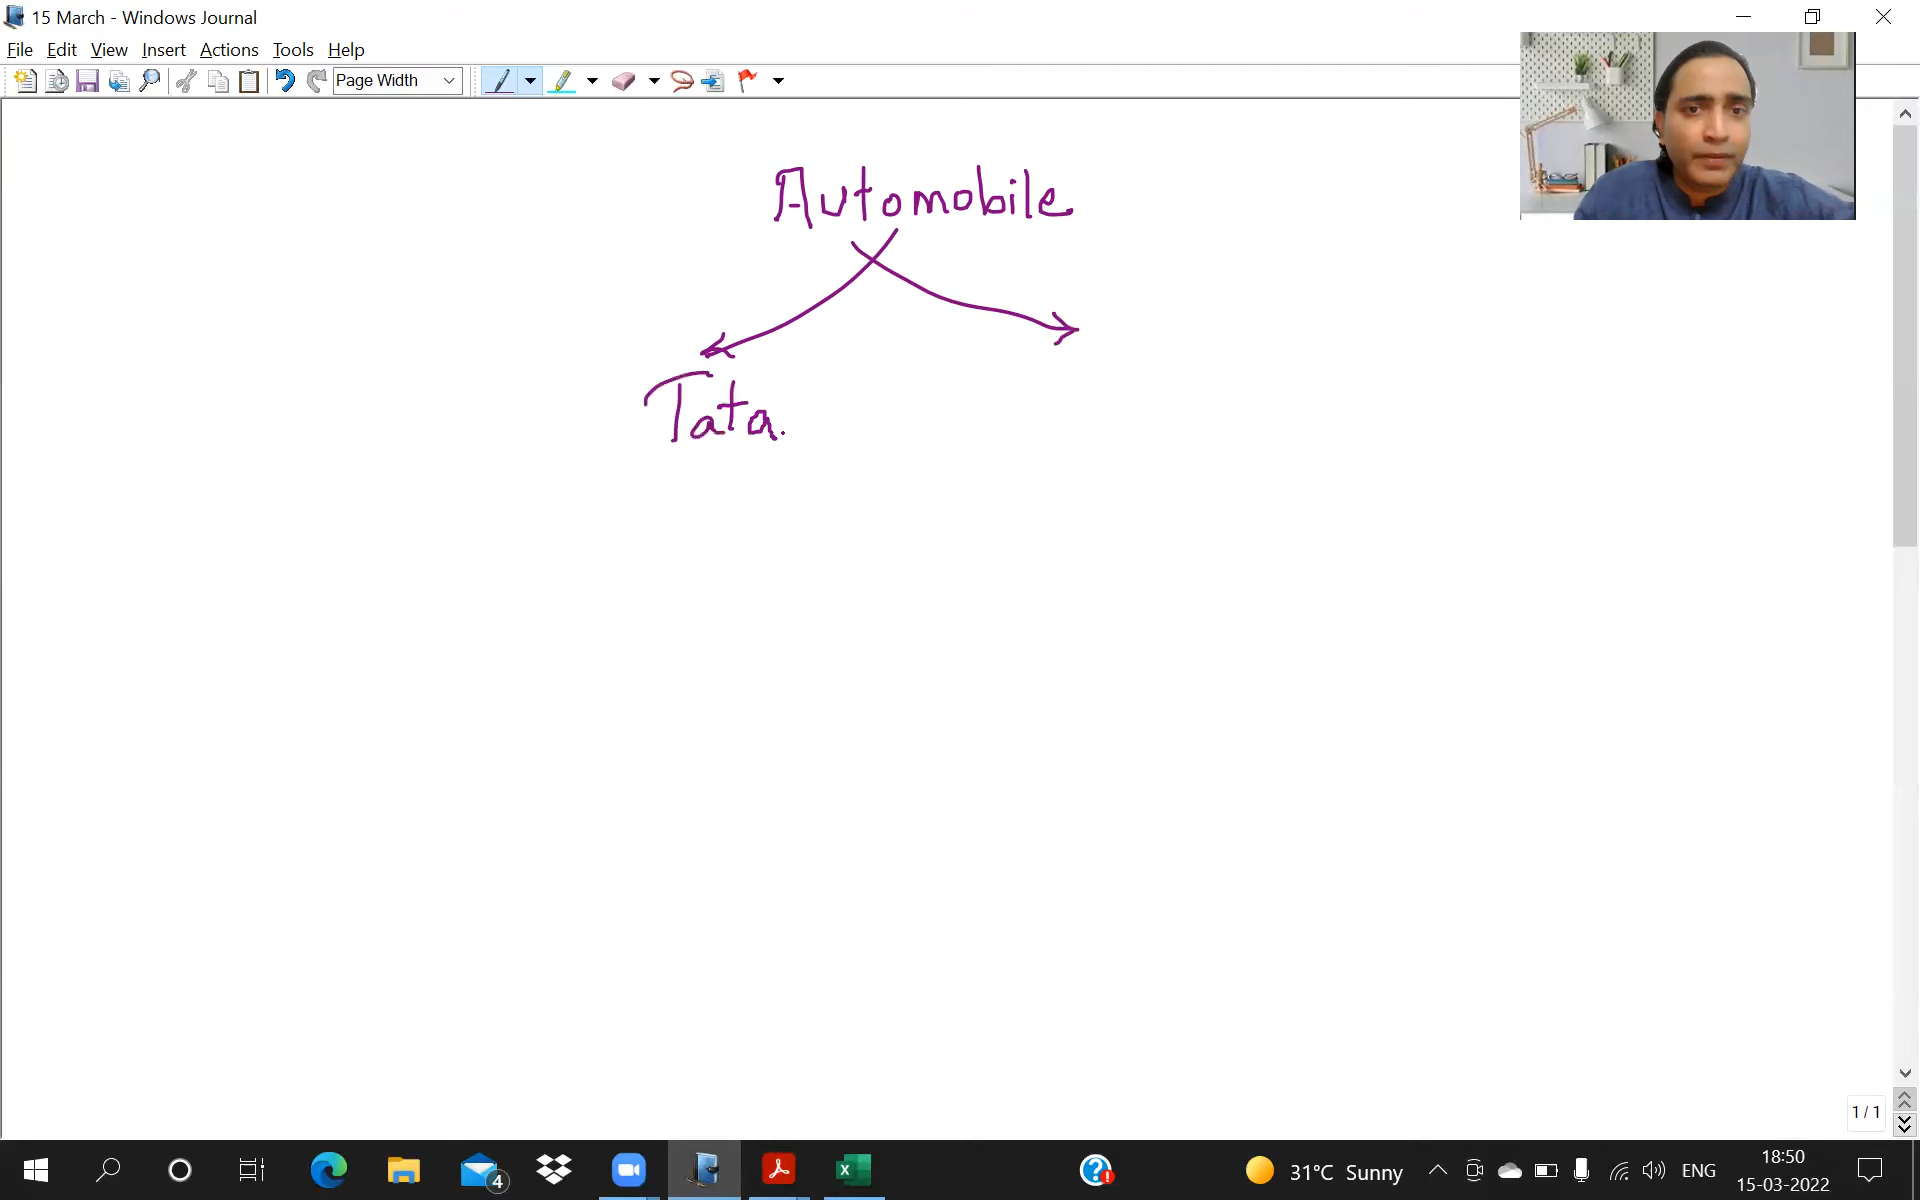 15 March - Windows Journal
File Edit View Insert Actions Tools Help
Page Width
Automobile
Tata.
1 / 1
4
31°C Sunny
ENG
18:50
15-03-2022